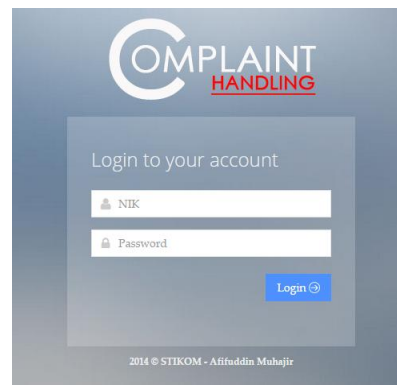 COMPLAINT
HANDLING
Login to your account
NIK
Password
Login
2014 © STIKOM - Afifuddin Muhajir